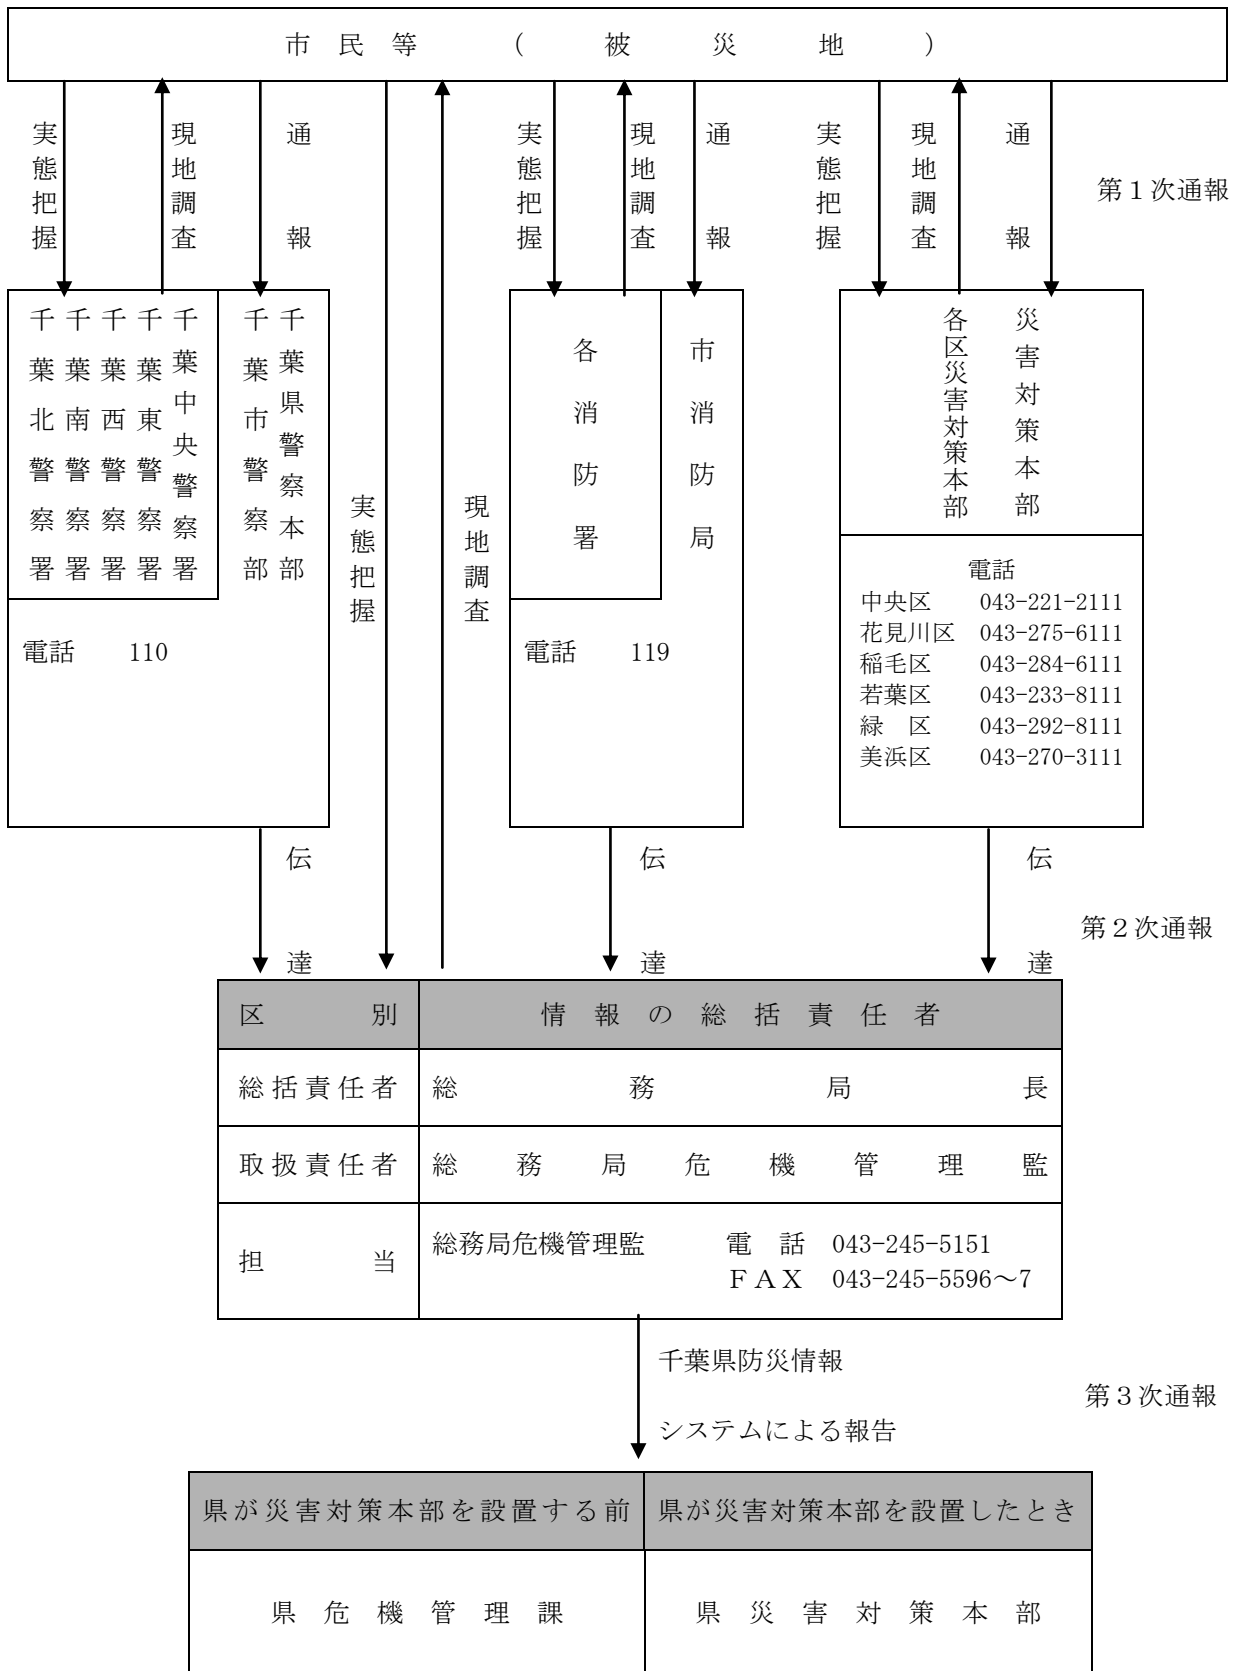 市民等（被災地）
実態把握
現地調査
通報
実態把握
現地調査
通報
実態把握
現地調査
通報
第１次通報
千葉県警察本部
千葉市警察部
千葉中央警察署
千葉東警察署
千葉西警察署
千葉南警察署
千葉北警察署
電話 110
実態把握
現地調査
市消防局
各消防署
電話 119
災害対策本部
各区災害対策本部
電話
中央区 043-221-2111
花見川区 043-275-6111
稲毛区 043-284-6111
若葉区 043-233-8111
緑区 043-292-8111
美浜区 043-270-3111
伝達
伝達
伝達
第２次通報
区別 情報の総括責任者
総括責任者 総務局長
取扱責任者 総務局危機管理監
担当 総務局危機管理監 電話 043-245-5151
ＦＡＸ 043-245-5596～7
千葉県防災情報
システムによる報告
第３次通報
県が災害対策本部を設置する前 県が災害対策本部を設置したとき
県危機管理課 県災害対策本部